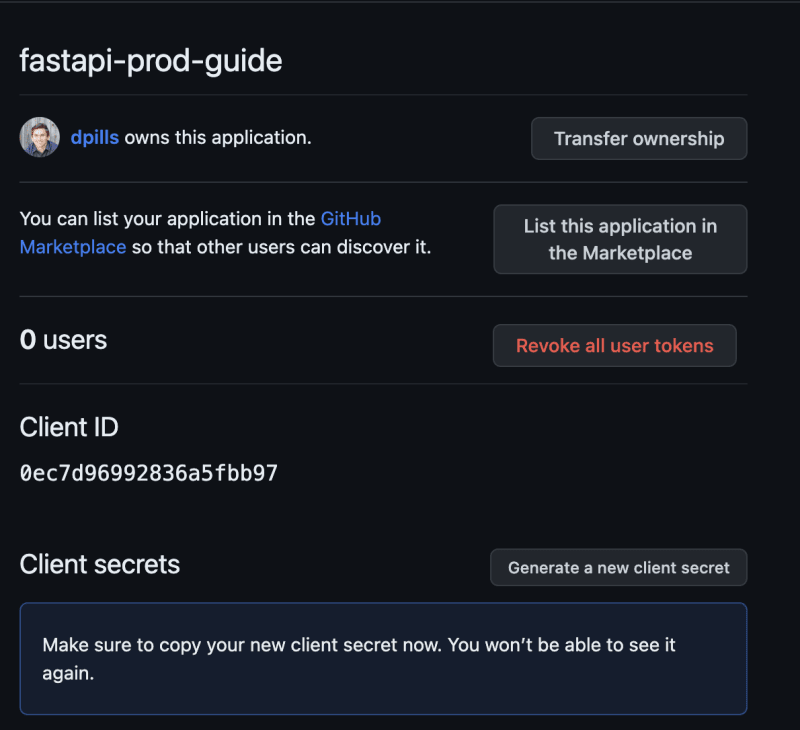 fastapi-prod-guide
dpills owns this application.
Transfer ownership
You can list your application in the GitHub
Marketplace so that other users can discover it.
List this application in
the Marketplace
0 users
Revoke all user tokens
Client ID
0ec7d96992836a5fbb97
Client secrets
Generate a new client secret
Make sure to copy your new client secret now. You won’t be able to see it
again.